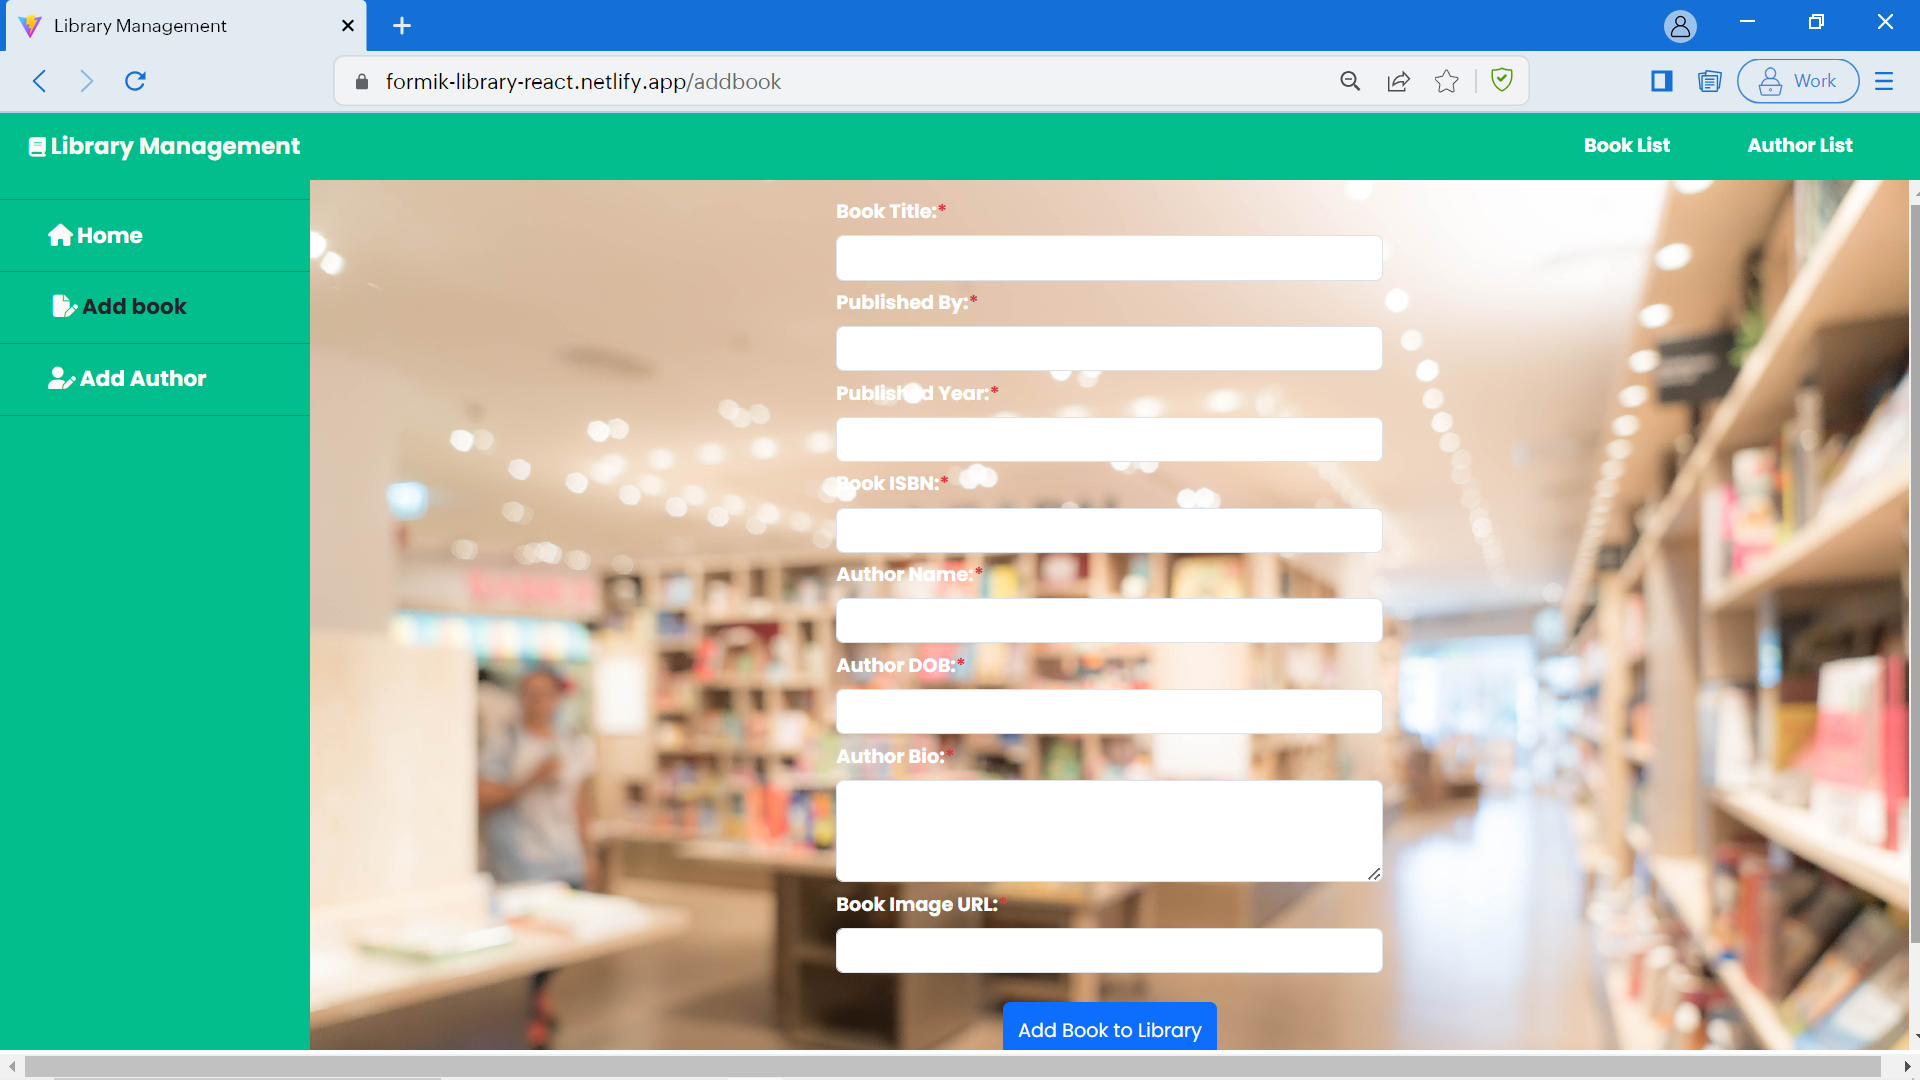 Library Management
formik-library-react.netlify.app/addbook
Work
Library Management
Book List
Author List
Home
Add book
Add Author
Book Title:*
Published By:*
Published Year:*
Book ISBN:*
Author Name:*
Author DOB:*
Author Bio:*
Book Image URL:*
Add Book to Library